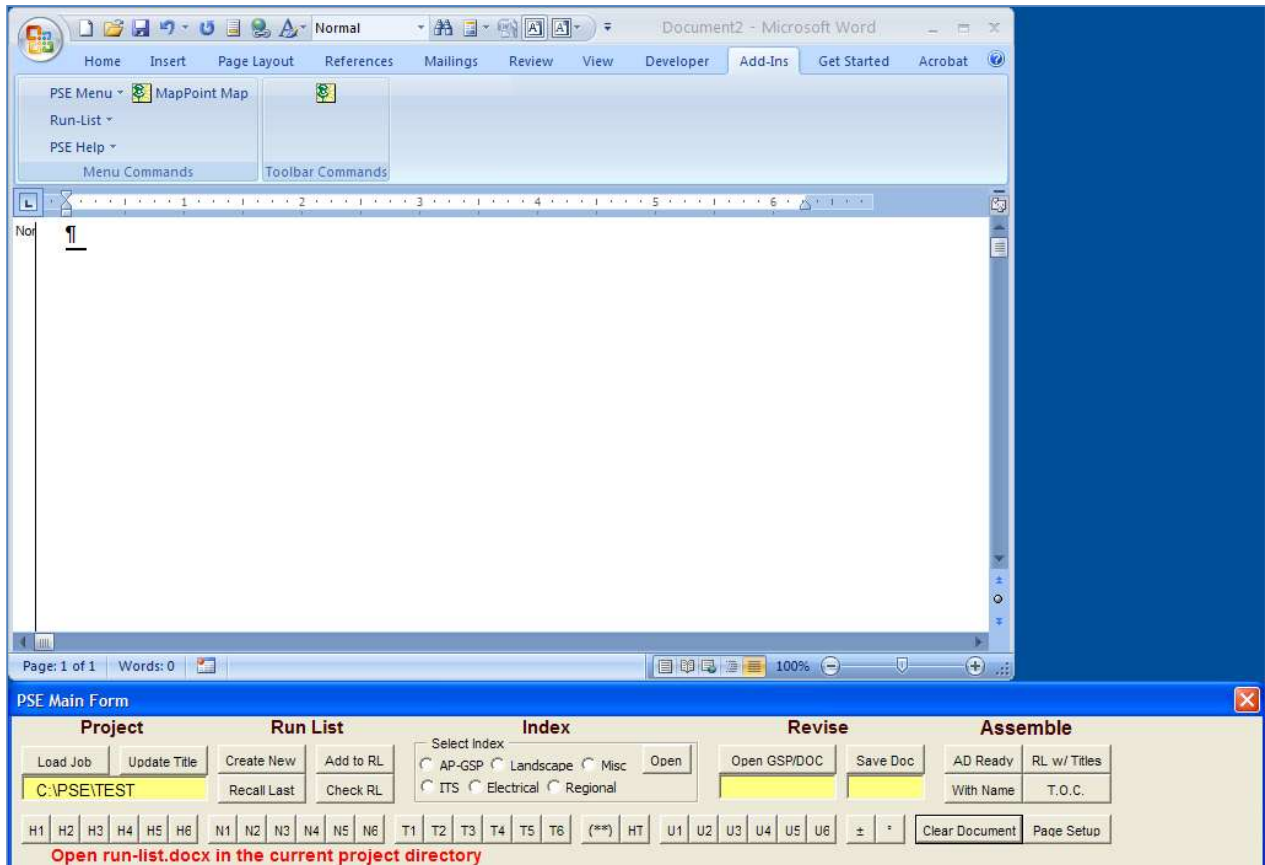 Normal
Document2 - Microsoft Word
Home Insert Page Layout References Mailings Review View Developer Add-Ins Get Started Acrobat
PSE Menu MapPoint Map
Run-List
PSE Help
Menu Commands Toolbar Commands
L 1 2 3 4 5 6
Nor ¶
Page: 1 of 1 Words: 0 100%
PSE Main Form
Project Run List Index Revise Assemble
Select Index
Load Job Update Title Create New Add to RL AP-GSP Landscape Misc Open Open GSP/DOC Save Doc AD Ready RL w/ Titles
C:\PSE\TEST Recall Last Check RL ITS Electrical Regional With Name T.O.C.
H1 H2 H3 H4 H5 H6 N1 N2 N3 N4 N5 N6 T1 T2 T3 T4 T5 T6 (**) HT U1 U2 U3 U4 U5 U6 ± ° Clear Document Page Setup
Open run-list.docx in the current project directory